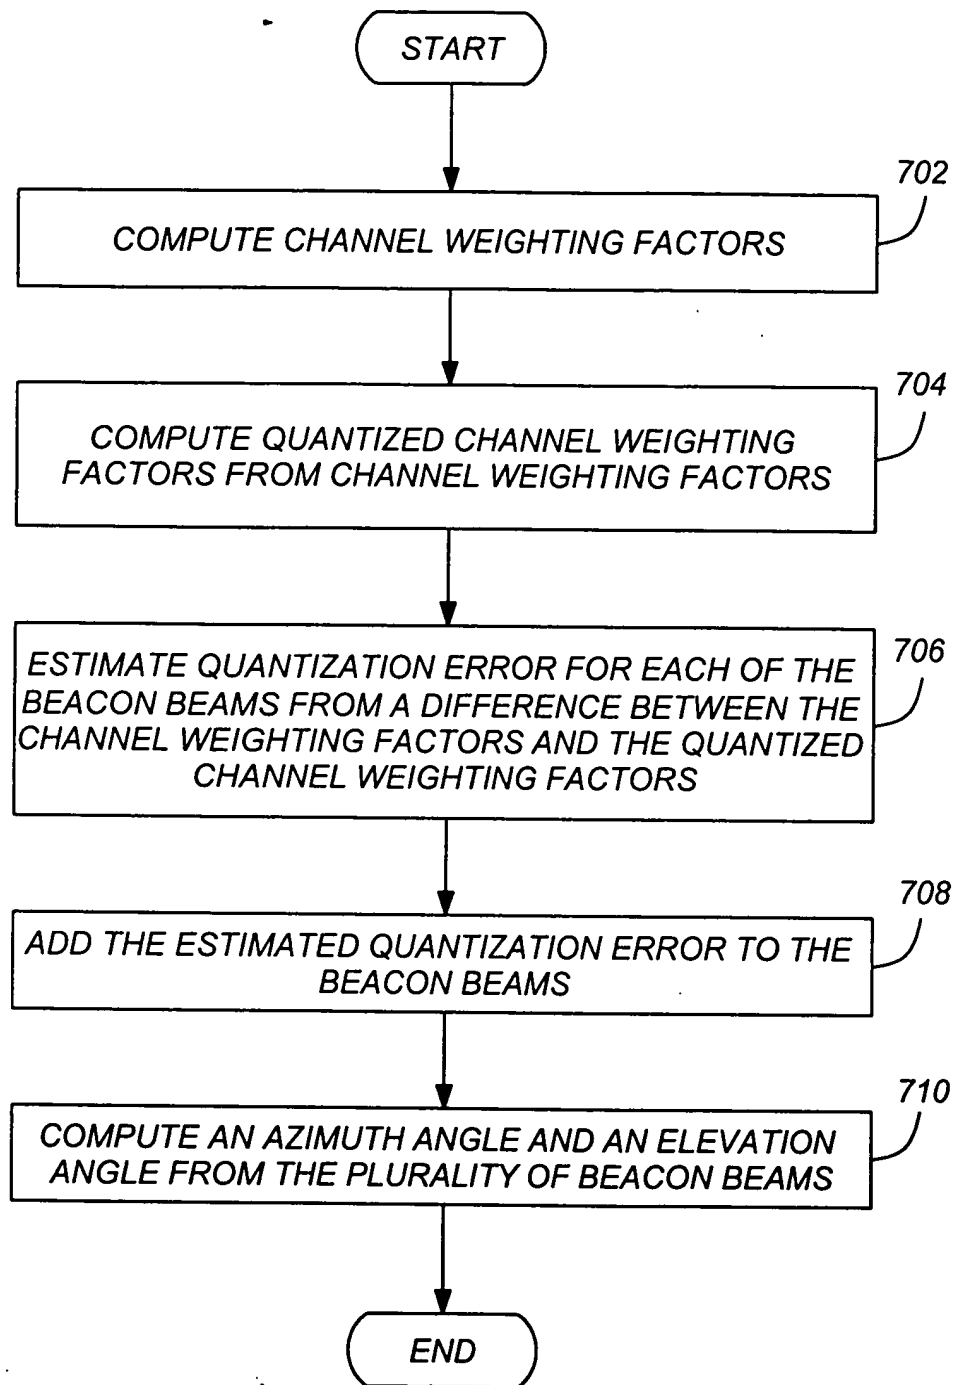 START
702
COMPUTE CHANNEL WEIGHTING FACTORS
704
COMPUTE QUANTIZED CHANNEL WEIGHTING
FACTORS FROM CHANNEL WEIGHTING FACTORS
706
ESTIMATE QUANTIZATION ERROR FOR EACH OF THE
BEACON BEAMS FROM A DIFFERENCE BETWEEN THE
CHANNEL WEIGHTING FACTORS AND THE QUANTIZED
CHANNEL WEIGHTING FACTORS
708
ADD THE ESTIMATED QUANTIZATION ERROR TO THE
BEACON BEAMS
710
COMPUTE AN AZIMUTH ANGLE AND AN ELEVATION
ANGLE FROM THE PLURALITY OF BEACON BEAMS
END